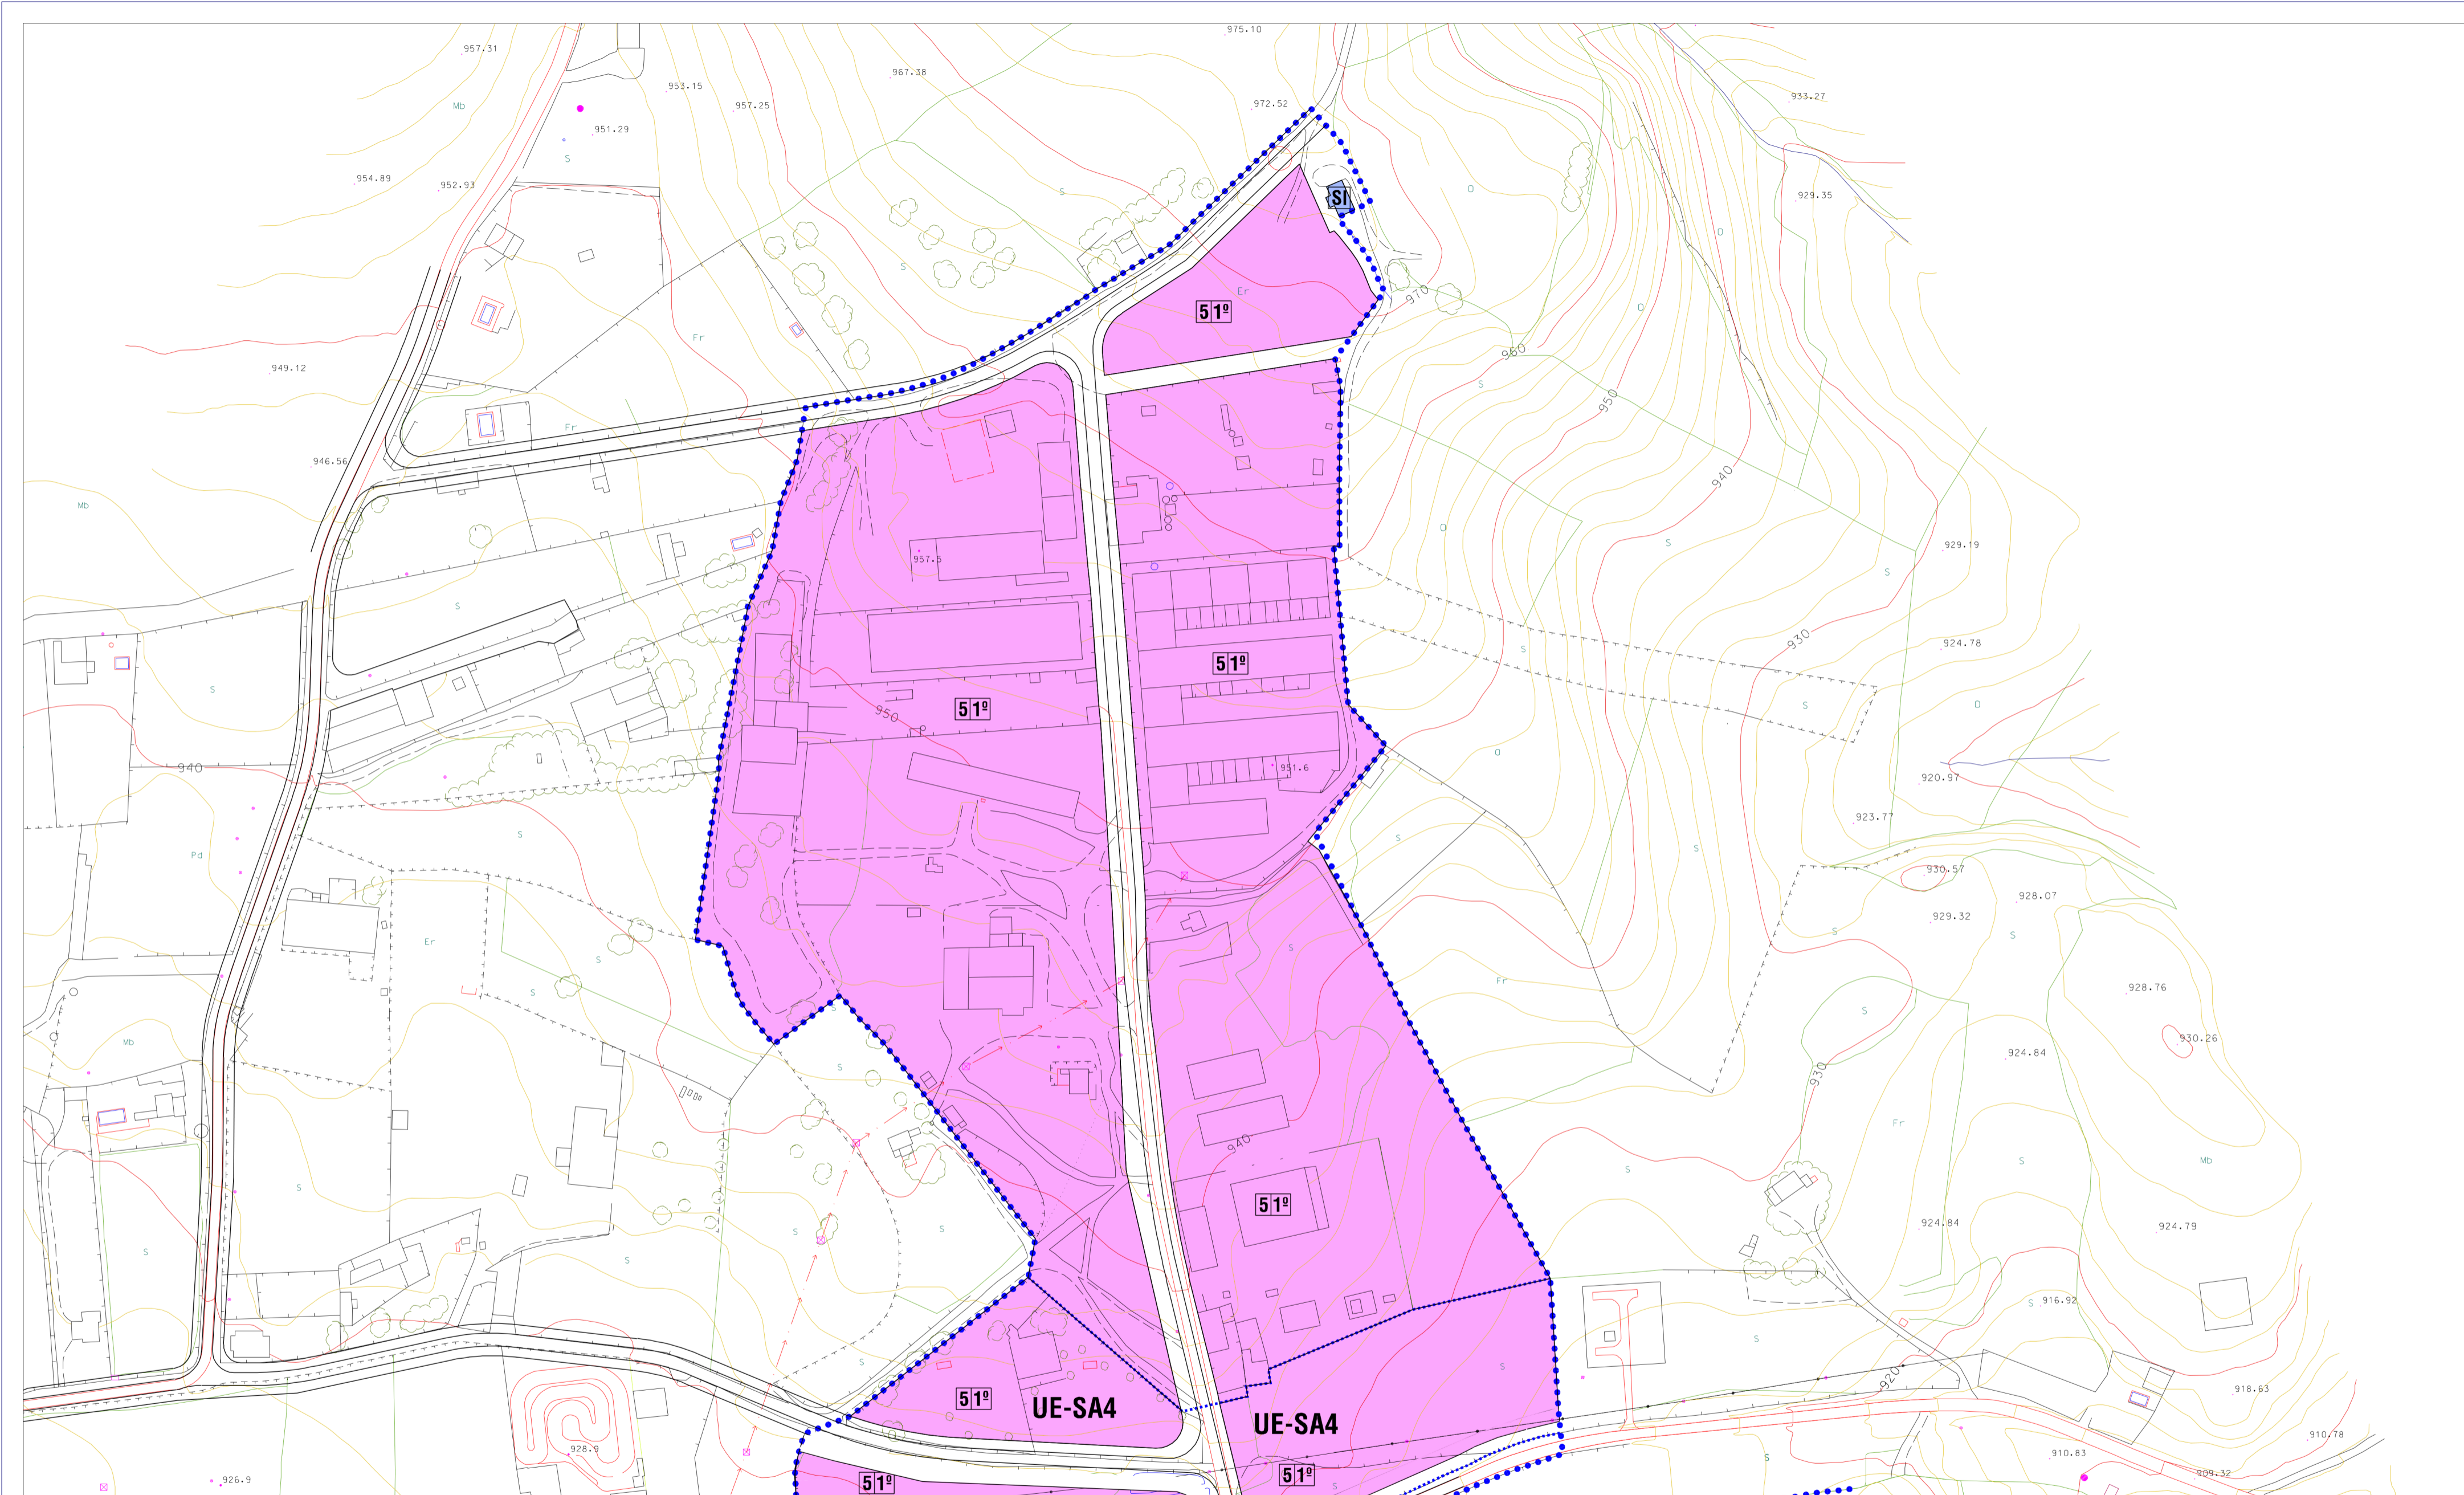 975.10
957.31
967.38
953.15
933.27
957.25
972.52
Mb
951.29
S
954.89
952.93
S
O
929.35
SI
O
S
Er
970
5 1º
O
Fr
960
949.12
S
950
Fr
946.56
940
Mb
O
929.19
957.5
S
S
S
930
924.78
S
5 1º
S
S
O
5 1º
950
O
940
951.6
920.97
923.77
S
S
Pd
S
930.57
928.07
929.32
S
S
Er
S
S
S
Fr
928.76
S
S
930.26
Mb
S
924.84
930
Fr
940
S
S
Mb
S
5 1º
924.84
924.79
S
S
S
S
S
916.92
S
S
S
920
918.63
5 1º
UE-SA4
UE-SA4
910.78
928.9
S
910.83
926.9
5 1º
5 1º
S
909.32